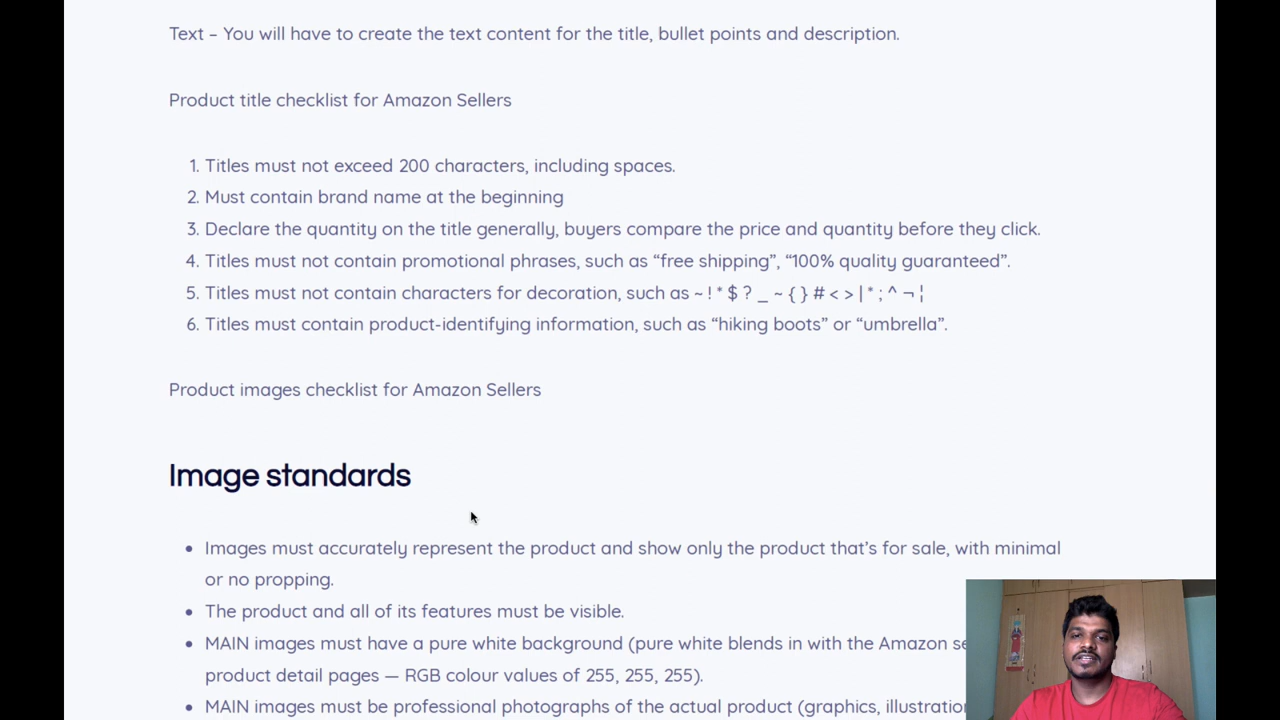 Text – You will have to create the text content for the title, bullet points and description.
Product title checklist for Amazon Sellers
1. Titles must not exceed 200 characters, including spaces.
2. Must contain brand name at the beginning
3. Declare the quantity on the title generally, buyers compare the price and quantity before they click.
4. Titles must not contain promotional phrases, such as “free shipping”, “100% quality guaranteed”.
5. Titles must not contain characters for decoration, such as ~ ! * $ ? _ ~ { } # < > | * ; ^ ¬ ¦
6. Titles must contain product-identifying information, such as “hiking boots” or “umbrella”.
Product images checklist for Amazon Sellers
Image standards
• Images must accurately represent the product and show only the product that’s for sale, with minimal
or no propping.
• The product and all of its features must be visible.
• MAIN images must have a pure white background (pure white blends in with the Amazon
product detail pages — RGB colour values of 255, 255, 255).
• MAIN images must be professional photographs of the actual product (graphics,